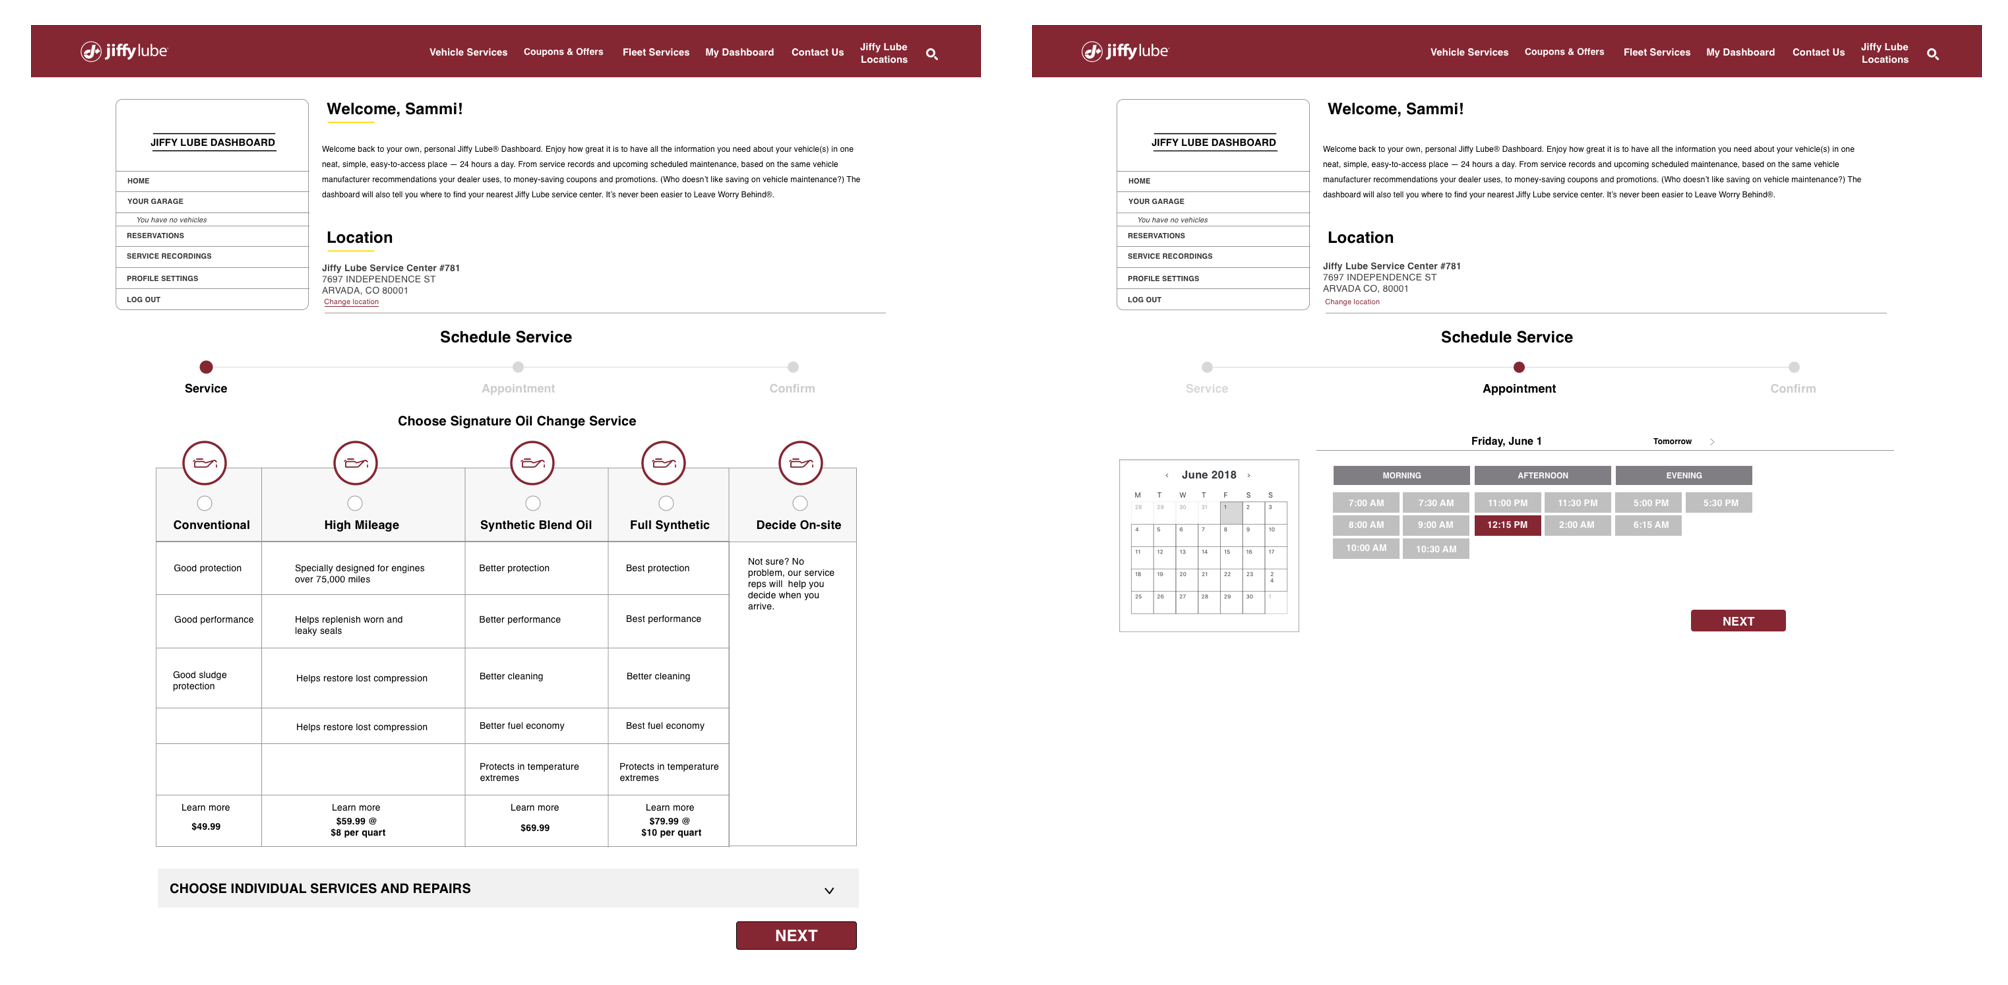 jiffylube
Vehicle Services
Coupons & Offers
Fleet Services
My Dashboard
Contact Us
Jiffy Lube
Locations
JIFFY LUBE DASHBOARD
HOME
YOUR GARAGE
You have no vehicles
RESERVATIONS
SERVICE RECORDINGS
PROFILE SETTINGS
LOG OUT
Welcome, Sammi!
Welcome back to your own, personal Jiffy Lube® Dashboard. Enjoy how great it is to have all the information you need about your vehicle(s) in one
neat, simple, easy-to-access place — 24 hours a day. From service records and upcoming scheduled maintenance, based on the same vehicle
manufacturer recommendations your dealer uses, to money-saving coupons and promotions. (Who doesn't like saving on vehicle maintenance?) The
dashboard will also tell you where to find your nearest Jiffy Lube service center. It's never been easier to Leave Worry Behind®.
Location
Jiffy Lube Service Center #781
7697 INDEPENDENCE ST
ARVADA, CO 80001
Change location
Schedule Service
Service
Appointment
Confirm
Choose Signature Oil Change Service
Conventional
High Mileage
Synthetic Blend Oil
Full Synthetic
Decide On-site
Good protection
Specially designed for engines
over 75,000 miles
Better protection
Best protection
Not sure? No
problem, our service
reps will help you
decide when you
arrive.
Good performance
Helps replenish worn and
leaky seals
Better performance
Best performance
Good sludge
protection
Helps restore lost compression
Better cleaning
Better cleaning
Helps restore lost compression
Better fuel economy
Best fuel economy
Protects in temperature
extremes
Protects in temperature
extremes
Learn more
$49.99
Learn more
$59.99 @
$8 per quart
Learn more
$69.99
Learn more
$79.99 @
$10 per quart
CHOOSE INDIVIDUAL SERVICES AND REPAIRS
NEXT
jiffylube
Vehicle Services
Coupons & Offers
Fleet Services
My Dashboard
Contact Us
Jiffy Lube
Locations
JIFFY LUBE DASHBOARD
HOME
YOUR GARAGE
You have no vehicles
RESERVATIONS
SERVICE RECORDINGS
PROFILE SETTINGS
LOG OUT
Welcome, Sammi!
Welcome back to your own, personal Jiffy Lube® Dashboard. Enjoy how great it is to have all the information you need about your vehicle(s) in one
neat, simple, easy-to-access place — 24 hours a day. From service records and upcoming scheduled maintenance, based on the same vehicle
manufacturer recommendations your dealer uses, to money-saving coupons and promotions. (Who doesn't like saving on vehicle maintenance?) The
dashboard will also tell you where to find your nearest Jiffy Lube service center. It's never been easier to Leave Worry Behind®.
Location
Jiffy Lube Service Center #781
7697 INDEPENDENCE ST
ARVADA CO, 80001
Change location
Schedule Service
Service
Appointment
Confirm
Friday, June 1
Tomorrow
June 2018
M T W T F S S
28 29 30 31 1 2 3
4 5 6 7 8 9 10
11 12 13 14 15 16 17
18 19 20 21 22 23 2
4
25 26 27 28 29 30 1
MORNING
AFTERNOON
EVENING
7:00 AM 7:30 AM 11:00 PM 11:30 PM 5:00 PM 5:30 PM
8:00 AM 9:00 AM 12:15 PM 2:00 AM 6:15 AM
10:00 AM 10:30 AM
NEXT